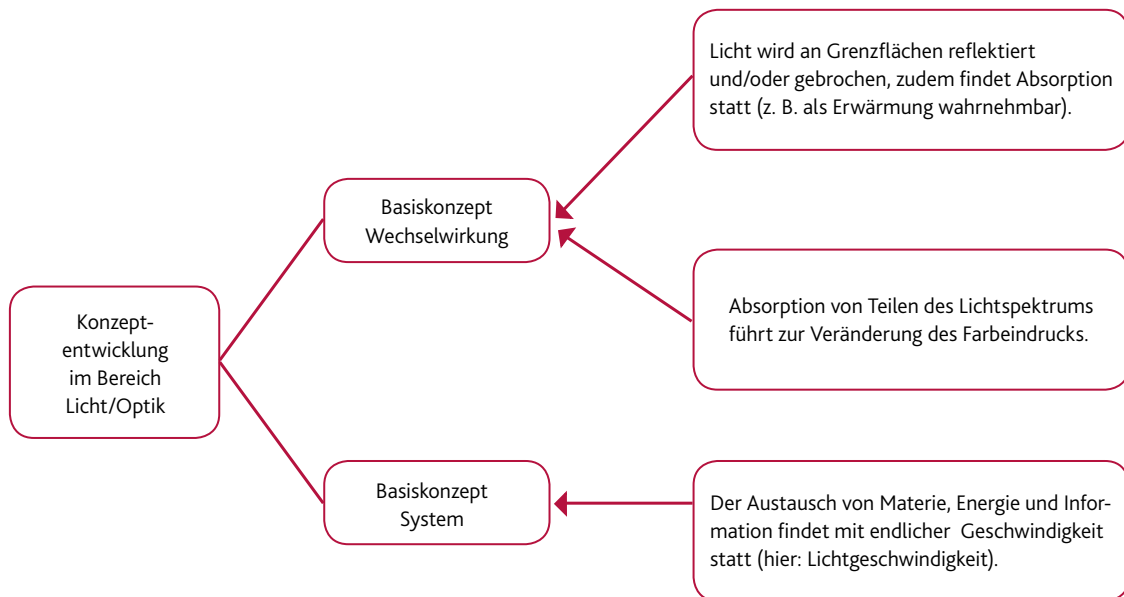 Licht wird an Grenzflächen reflektiert
und/oder gebrochen, zudem findet Absorption
statt (z. B. als Erwärmung wahrnehmbar).
Basiskonzept
Wechselwirkung
Absorption von Teilen des Lichtspektrums
führt zur Veränderung des Farbeindrucks.
Konzept-
entwicklung
im Bereich
Licht/Optik
Basiskonzept
System
Der Austausch von Materie, Energie und Infor-
mation findet mit endlicher Geschwindigkeit
statt (hier: Lichtgeschwindigkeit).